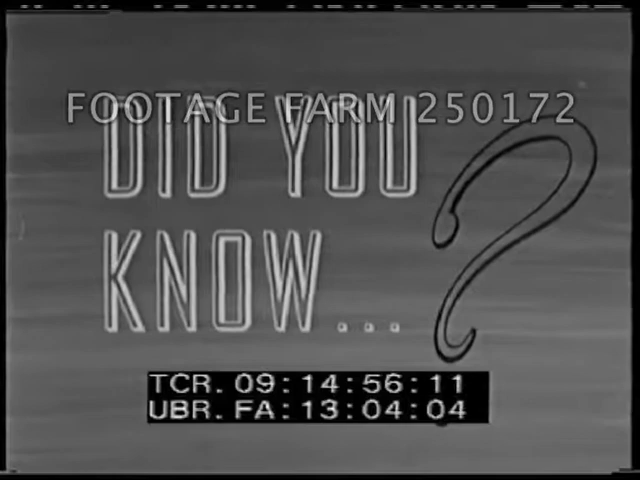 FOOTAGE FARM 250172
DID YOU
KNOW...?
TCR. 09:14:56:11
UBR. FA:13:04:04